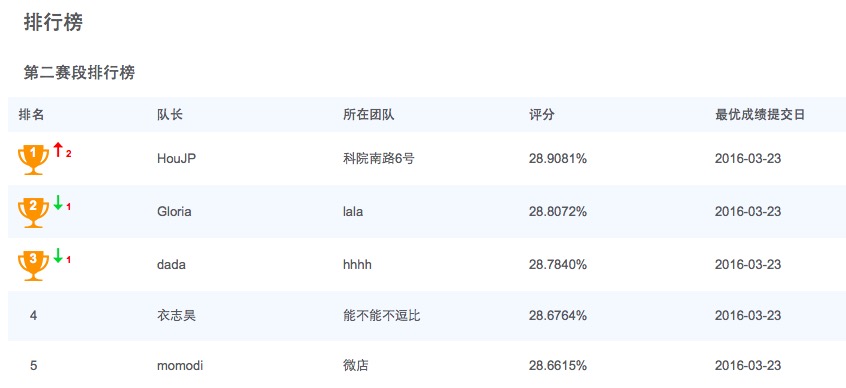 排行榜
第二赛段排行榜
排名 队长 所在团队 评分 最优成绩提交日
1 2 HouJP 科院南路6号 28.9081% 2016-03-23
2 1 Gloria lala 28.8072% 2016-03-23
3 1 dada hhhh 28.7840% 2016-03-23
4 衣志昊 能不能不逗比 28.6764% 2016-03-23
5 momodi 微店 28.6615% 2016-03-23